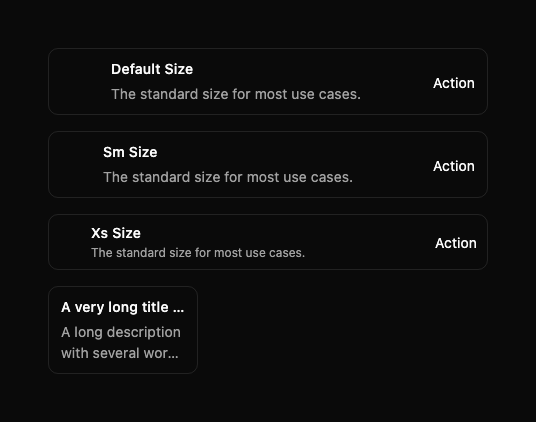 Default Size
The standard size for most use cases.
Action
Sm Size
The standard size for most use cases.
Action
Xs Size
The standard size for most use cases.
Action
A very long title ...
A long description
with several wor...